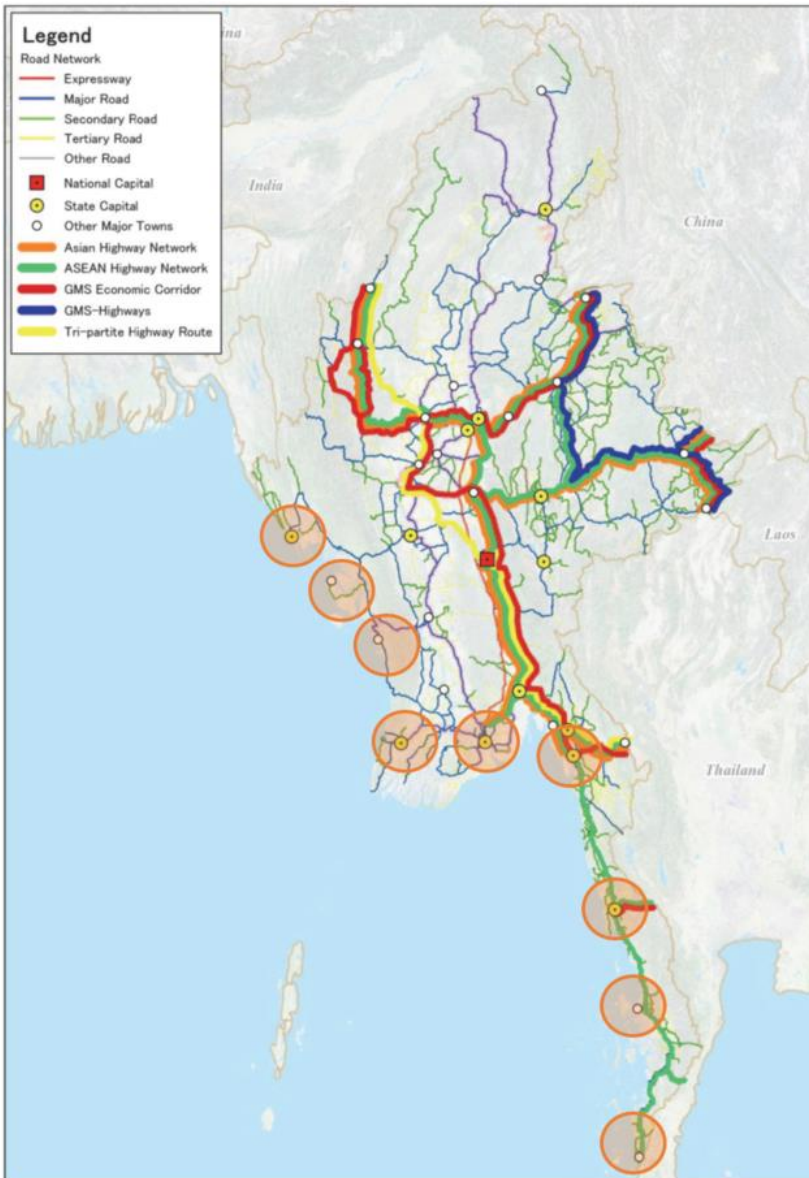 Legend
Road Network
Expressway
Major Road
Secondary Road
Tertiary Road
Other Road
National Capital
State Capital
Other Major Towns
Asian Highway Network
ASEAN Highway Network
GMS Economic Corridor
GMS-Highways
Tri-partite Highway Route
India
China
Laos
Thailand